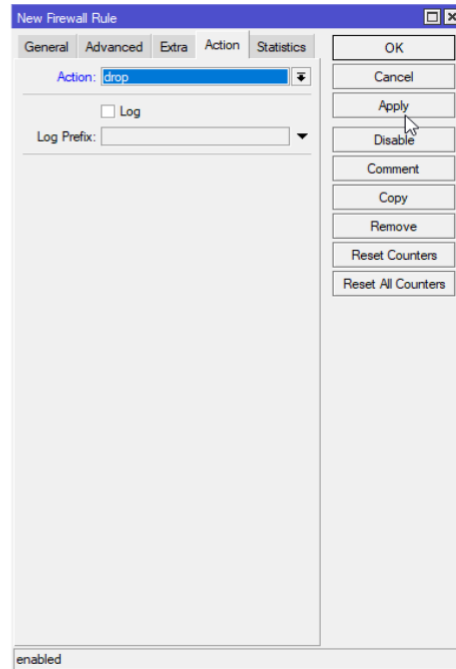 New Firewall Rule
General Advanced Extra Action Statistics
Action: drop
Log
Log Prefix:
OK
Cancel
Apply
Disable
Comment
Copy
Remove
Reset Counters
Reset All Counters
enabled